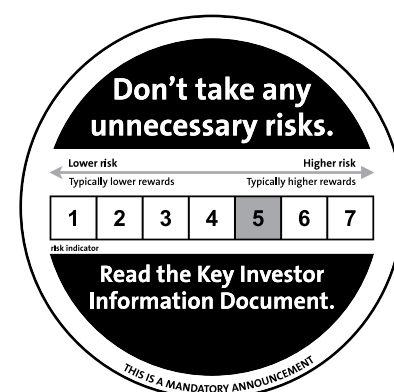 Don't take any
unnecessary risks.
Lower risk Higher risk
Typically lower rewards Typically higher rewards
1 2 3 4 5 6 7
risk indicator
Read the Key Investor
Information Document.
THIS IS A MANDATORY ANNOUNCEMENT